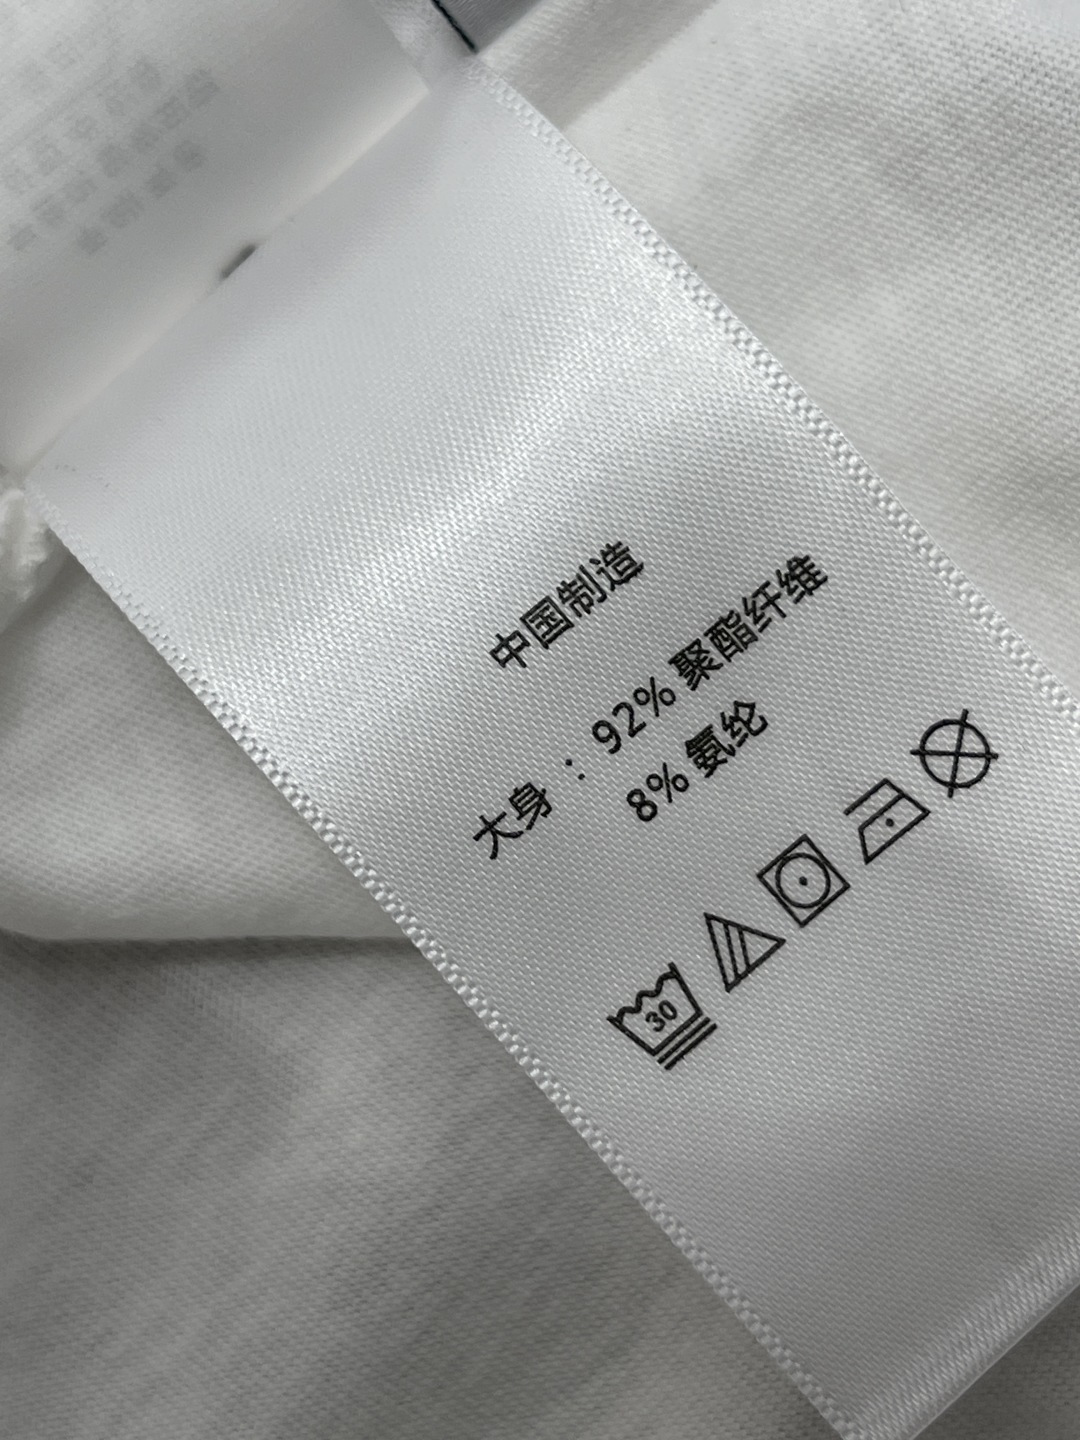 中国制造
大身：92% 聚酯纤维
8% 氨纶
30